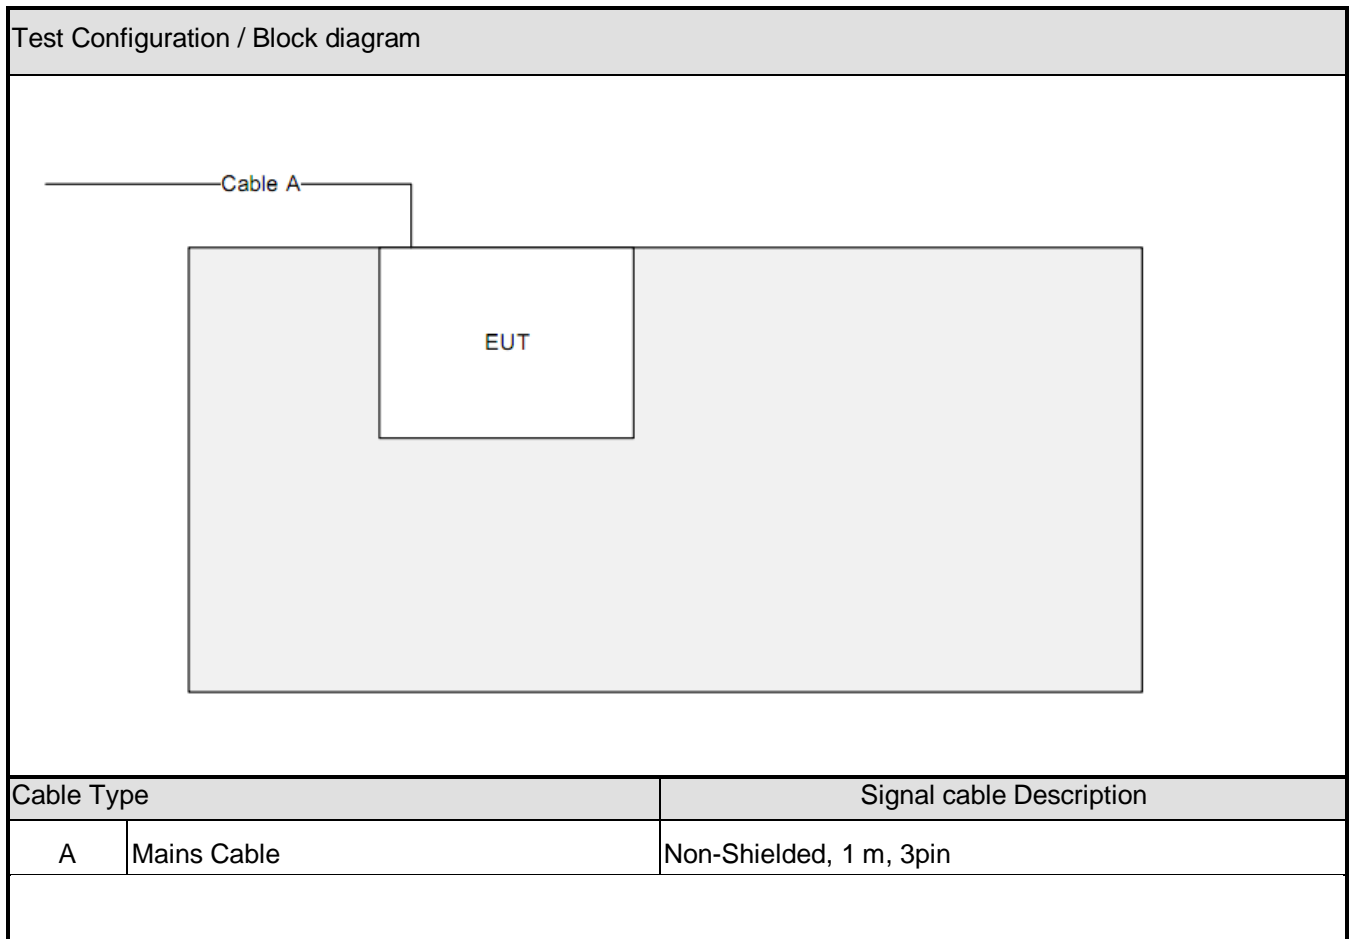 Test Configuration / Block diagram
Cable A
EUT
Cable Type Signal cable Description
A Mains Cable Non-Shielded, 1 m, 3pin